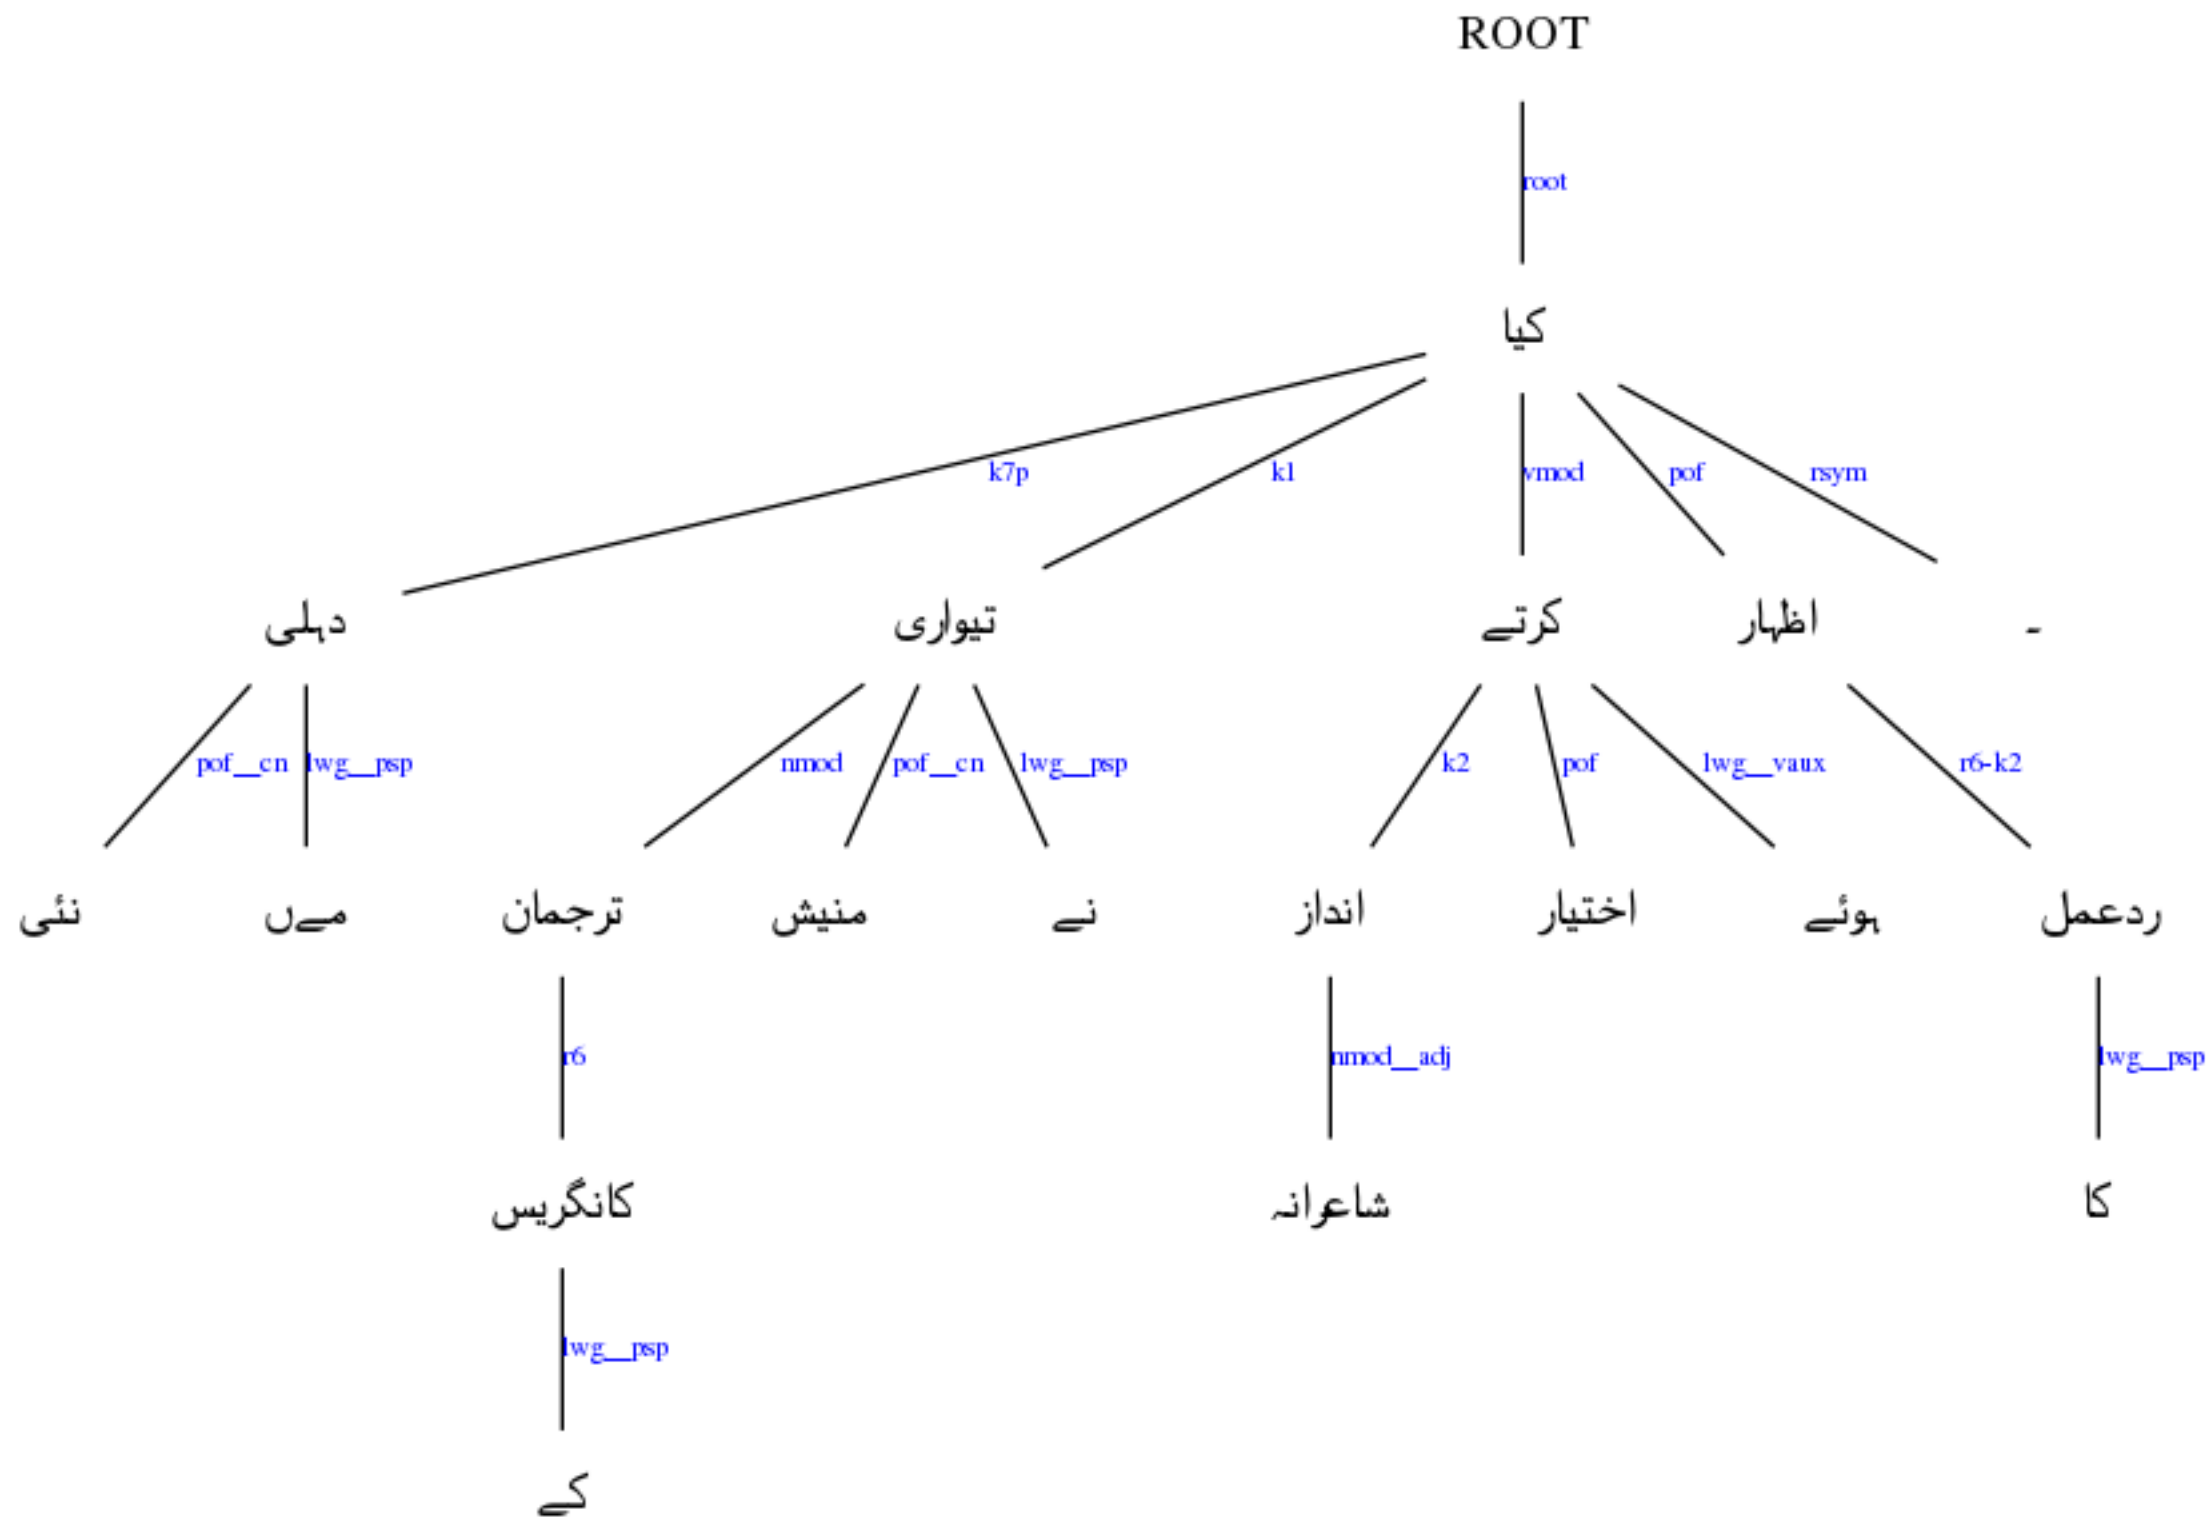 ROOT
root
کیا
k7p k1 vmod pof rsym
دہلی تیواری کرتے اظہار ۔
pof__cn lwg__psp nmod pof__cn lwg__psp k2 pof lwg__vaux r6-k2
نئی مےں ترجمان منیش نے انداز اختیار ہوئے ردعمل
r6 nmod__adj lwg__psp
کانگریس شاعرانہ کا
lwg__psp
کے